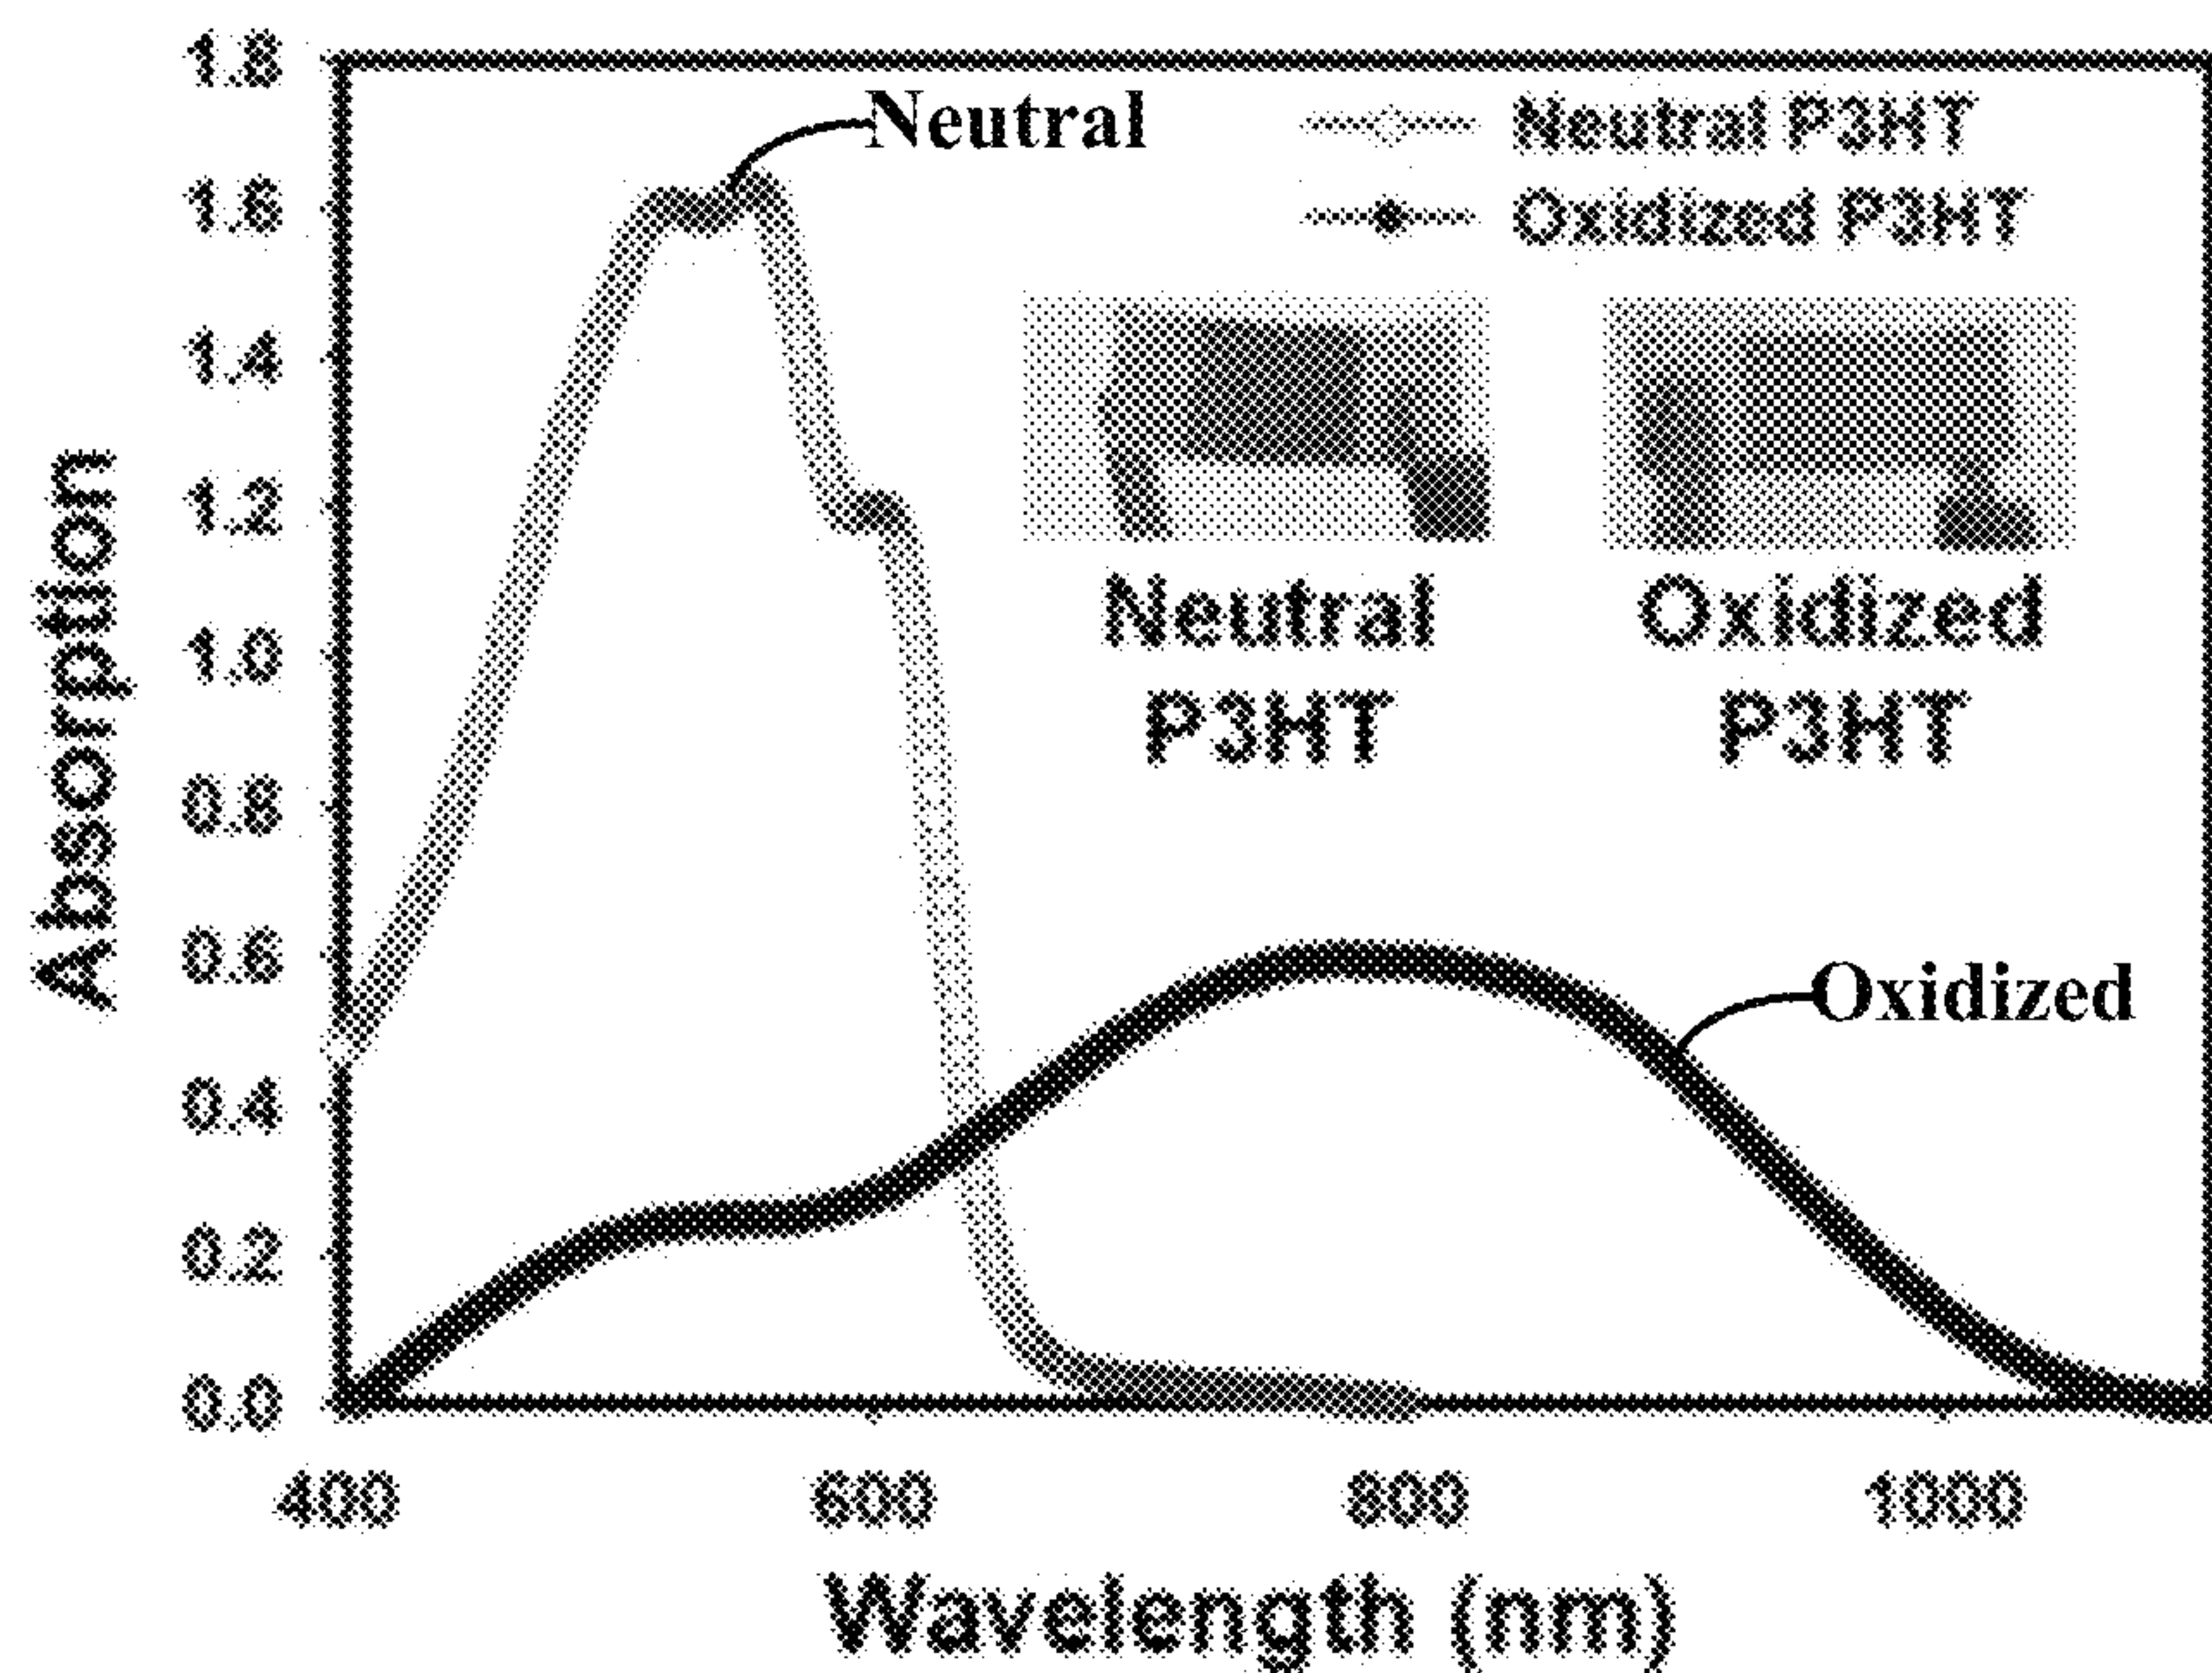 1.8
1.6
1.4
1.2
1.0
0.8
0.6
0.4
0.2
0.0
Absorption
Neutral
Neutral P3HT
Oxidized P3HT
Neutral
P3HT
Oxidized
P3HT
Oxidized
400
600
800
1000
Wavelength (nm)